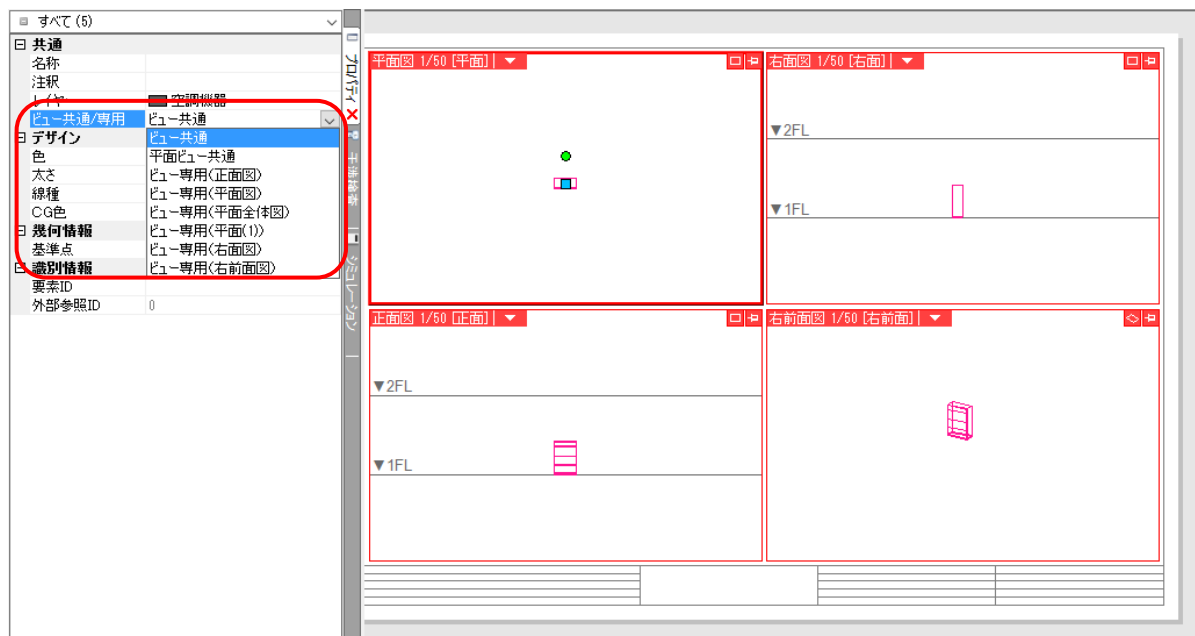 すべて (5)
共通
名称
注釈
レイヤー 空調機器
ビュー共通/専用 ビュー共通
デザイン ビュー共通
色 平面ビュー共通
太さ ビュー専用(正面図)
線種 ビュー専用(平面図)
CG色 ビュー専用(平面全体図)
幾何情報 ビュー専用(平面(1))
基準点 ビュー専用(右面図)
識別情報 ビュー専用(右前面図)
要素ID
外部参照ID 0
プロパティ
干渉検査
シミュレーション
平面図 1/50 [平面]
右面図 1/50 [右面]
▼2FL
▼1FL
正面図 1/50 [正面]
右前面図 1/50 [右前面]
▼2FL
▼1FL